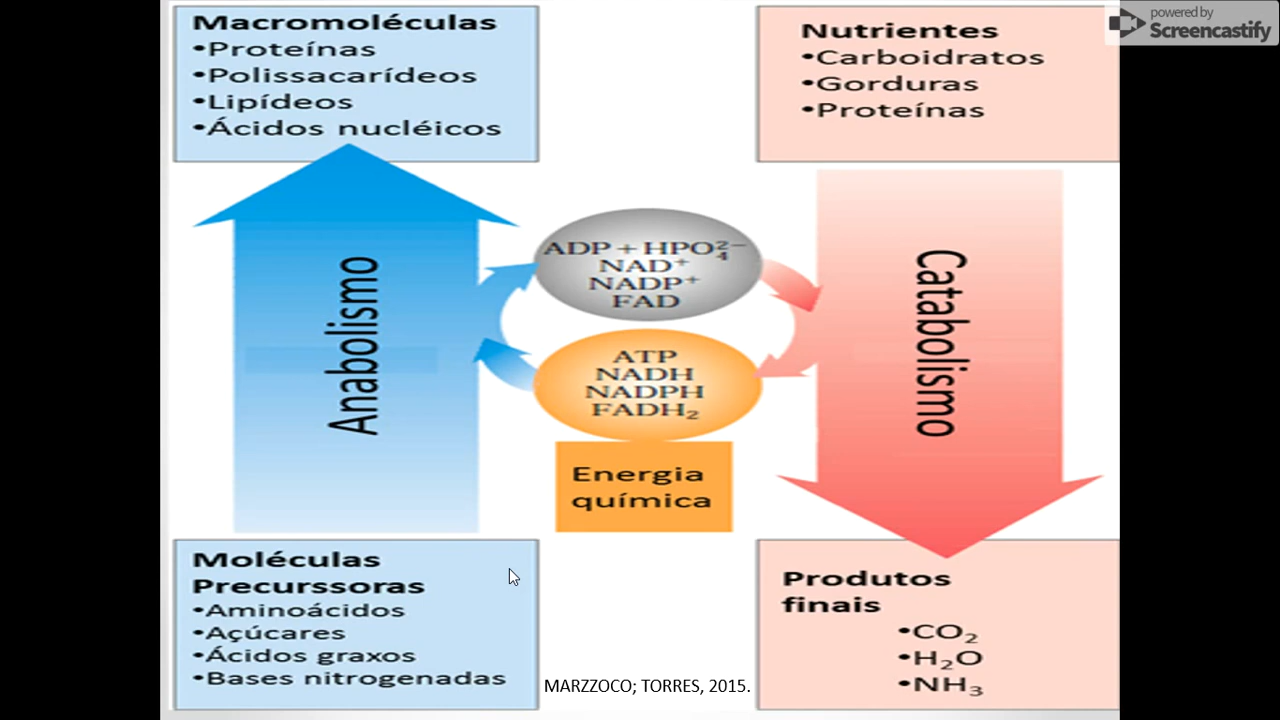 Macromoléculas
•Proteínas
•Polissacarídeos
•Lipídeos
•Ácidos nucléicos
Nutrientes
•Carboidratos
•Gorduras
•Proteínas
powered by
Screencastify
Anabolismo
ADP + HPO₄²⁻
NAD⁺
NADP⁺
FAD
ATP
NADH
NADPH
FADH₂
Energia
química
Catabolismo
Moléculas
Precurssoras
•Aminoácidos
•Açúcares
•Ácidos graxos
•Bases nitrogenadas
MARZZOCO; TORRES, 2015.
Produtos
finais
•CO₂
•H₂O
•NH₃